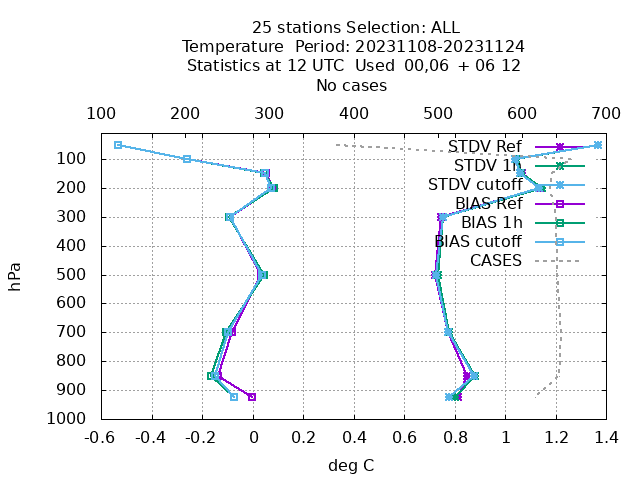 25 stations Selection: ALL
Temperature  Period: 20231108-20231124
Statistics at 12 UTC  Used  00,06  + 06 12
No cases
100 200 300 400 500 600 700
STDV Ref
STDV 1h
STDV cutoff
BIAS Ref
BIAS 1h
BIAS cutoff
CASES
hPa
100
200
300
400
500
600
700
800
900
1000
-0.6 -0.4 -0.2 0 0.2 0.4 0.6 0.8 1 1.2 1.4
deg C